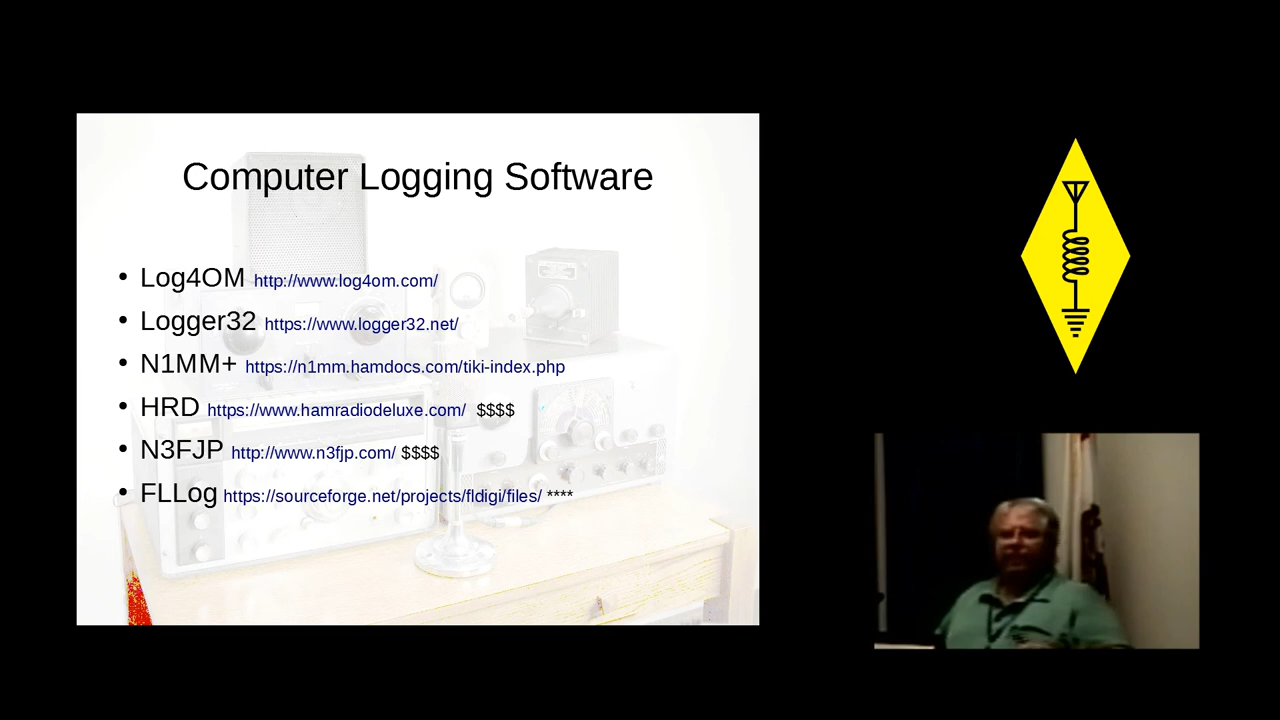 Computer Logging Software
• Log4OM http://www.log4om.com/
• Logger32 https://www.logger32.net/
• N1MM+ https://n1mm.hamdocs.com/tiki-index.php
• HRD https://www.hamradiodeluxe.com/ $$$$
• N3FJP http://www.n3fjp.com/ $$$$
• FLLog https://sourceforge.net/projects/fldigi/files/ ****